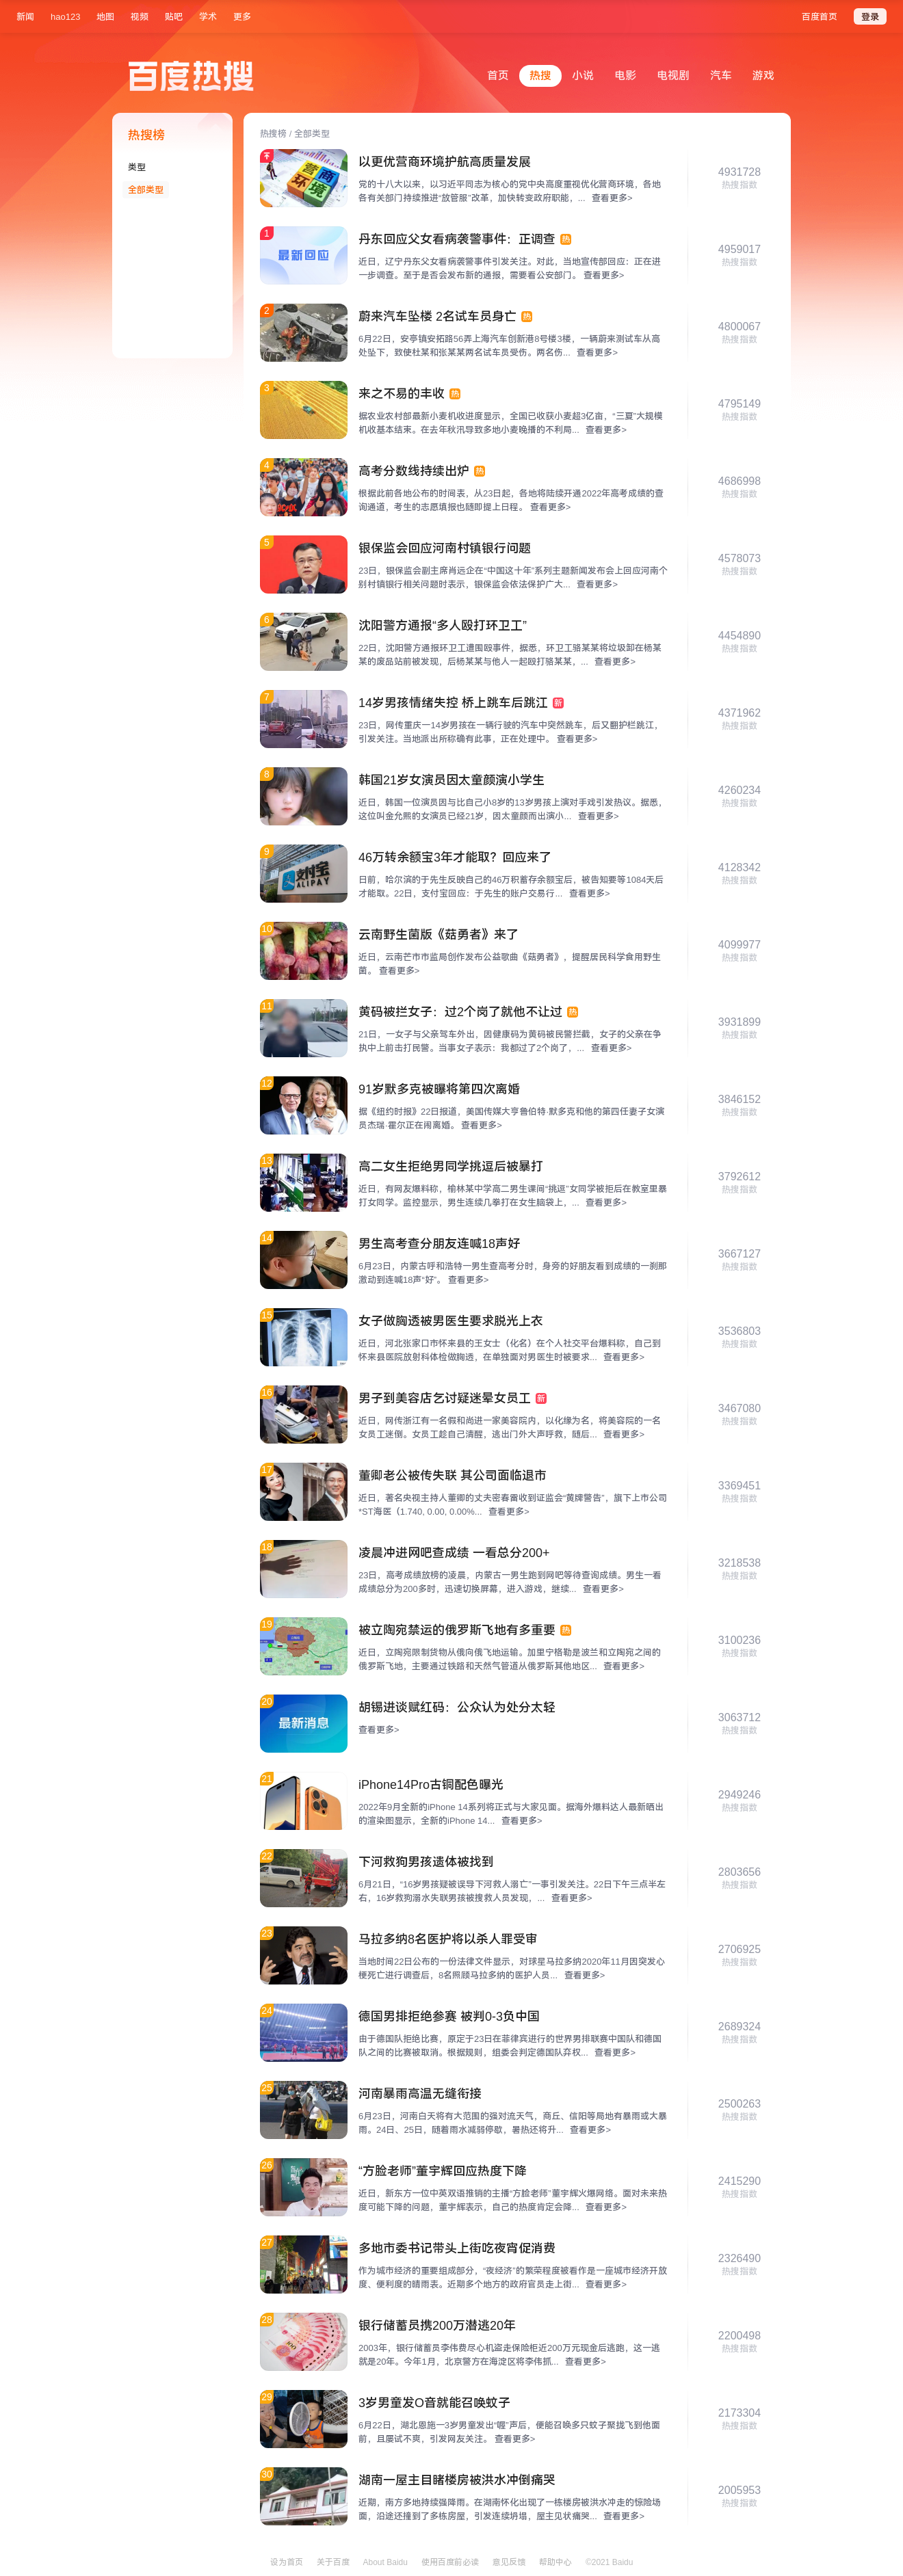 新闻 hao123 地图 视频 贴吧 学术 更多 百度首页 登录
百度热搜
首页 热搜 小说 电影 电视剧 汽车 游戏
热搜榜
类型
全部类型
热搜榜 / 全部类型
以更优营商环境护航高质量发展
党的十八大以来，以习近平同志为核心的党中央高度重视优化营商环境，各地
各有关部门持续推进“放管服”改革，加快转变政府职能，... 查看更多>
4931728
热搜指数
营商环境
1
最新回应
丹东回应父女看病袭警事件：正调查 热
近日，辽宁丹东父女看病袭警事件引发关注。对此，当地宣传部回应：正在进
一步调查。至于是否会发布新的通报，需要看公安部门。 查看更多>
4959017
热搜指数
2
蔚来汽车坠楼 2名试车员身亡 热
6月22日，安亭镇安拓路56弄上海汽车创新港8号楼3楼，一辆蔚来测试车从高
处坠下，致使杜某和张某某两名试车员受伤。两名伤... 查看更多>
4800067
热搜指数
3
来之不易的丰收 热
据农业农村部最新小麦机收进度显示，全国已收获小麦超3亿亩，“三夏”大规模
机收基本结束。在去年秋汛导致多地小麦晚播的不利局... 查看更多>
4795149
热搜指数
4
高考分数线持续出炉 热
根据此前各地公布的时间表，从23日起，各地将陆续开通2022年高考成绩的查
询通道，考生的志愿填报也随即提上日程。 查看更多>
4686998
热搜指数
5
银保监会回应河南村镇银行问题
23日，银保监会副主席肖远企在“中国这十年”系列主题新闻发布会上回应河南个
别村镇银行相关问题时表示，银保监会依法保护广大... 查看更多>
4578073
热搜指数
6
沈阳警方通报“多人殴打环卫工”
22日，沈阳警方通报环卫工遭围殴事件，据悉，环卫工骆某某将垃圾卸在杨某
某的废品站前被发现，后杨某某与他人一起殴打骆某某，... 查看更多>
4454890
热搜指数
7
14岁男孩情绪失控 桥上跳车后跳江 新
23日，网传重庆一14岁男孩在一辆行驶的汽车中突然跳车，后又翻护栏跳江，
引发关注。当地派出所称确有此事，正在处理中。 查看更多>
4371962
热搜指数
8
韩国21岁女演员因太童颜演小学生
近日，韩国一位演员因与比自己小8岁的13岁男孩上演对手戏引发热议。据悉，
这位叫金允熙的女演员已经21岁，因太童颜而出演小... 查看更多>
4260234
热搜指数
9
支付宝
ALIPAY
46万转余额宝3年才能取？回应来了
日前，哈尔滨的于先生反映自己的46万积蓄存余额宝后，被告知要等1084天后
才能取。22日，支付宝回应：于先生的账户交易行... 查看更多>
4128342
热搜指数
10
云南野生菌版《菇勇者》来了
近日，云南芒市市监局创作发布公益歌曲《菇勇者》，提醒居民科学食用野生
菌。 查看更多>
4099977
热搜指数
11
黄码被拦女子：过2个岗了就他不让过 热
21日，一女子与父亲驾车外出，因健康码为黄码被民警拦截，女子的父亲在争
执中上前击打民警。当事女子表示：我都过了2个岗了，... 查看更多>
3931899
热搜指数
12
91岁默多克被曝将第四次离婚
据《纽约时报》22日报道，美国传媒大亨鲁伯特·默多克和他的第四任妻子女演
员杰瑞·霍尔正在闹离婚。 查看更多>
3846152
热搜指数
13
高二女生拒绝男同学挑逗后被暴打
近日，有网友爆料称，榆林某中学高二男生课间“挑逗”女同学被拒后在教室里暴
打女同学。监控显示，男生连续几拳打在女生脑袋上，... 查看更多>
3792612
热搜指数
14
男生高考查分朋友连喊18声好
6月23日，内蒙古呼和浩特一男生查高考分时，身旁的好朋友看到成绩的一刹那
激动到连喊18声“好”。 查看更多>
3667127
热搜指数
15
女子做胸透被男医生要求脱光上衣
近日，河北张家口市怀来县的王女士（化名）在个人社交平台爆料称，自己到
怀来县医院放射科体检做胸透，在单独面对男医生时被要求... 查看更多>
3536803
热搜指数
16
男子到美容店乞讨疑迷晕女员工 新
近日，网传浙江有一名假和尚进一家美容院内，以化缘为名，将美容院的一名
女员工迷倒。女员工趁自己清醒，逃出门外大声呼救，随后... 查看更多>
3467080
热搜指数
17
董卿老公被传失联 其公司面临退市
近日，著名央视主持人董卿的丈夫密春雷收到证监会“黄牌警告”，旗下上市公司
*ST海医（1.740, 0.00, 0.00%... 查看更多>
3369451
热搜指数
18
凌晨冲进网吧查成绩 一看总分200+
23日，高考成绩放榜的凌晨，内蒙古一男生跑到网吧等待查询成绩。男生一看
成绩总分为200多时，迅速切换屏幕，进入游戏，继续... 查看更多>
3218538
热搜指数
19
被立陶宛禁运的俄罗斯飞地有多重要 热
近日，立陶宛限制货物从俄向俄飞地运输。加里宁格勒是波兰和立陶宛之间的
俄罗斯飞地，主要通过铁路和天然气管道从俄罗斯其他地区... 查看更多>
3100236
热搜指数
20
最新消息
胡锡进谈赋红码：公众认为处分太轻
查看更多>
3063712
热搜指数
21
iPhone14Pro古铜配色曝光
2022年9月全新的iPhone 14系列将正式与大家见面。据海外爆料达人最新晒出
的渲染图显示，全新的iPhone 14... 查看更多>
2949246
热搜指数
22
下河救狗男孩遗体被找到
6月21日，“16岁男孩疑被误导下河救人溺亡”一事引发关注。22日下午三点半左
右，16岁救狗溺水失联男孩被搜救人员发现，... 查看更多>
2803656
热搜指数
23
马拉多纳8名医护将以杀人罪受审
当地时间22日公布的一份法律文件显示，对球星马拉多纳2020年11月因突发心
梗死亡进行调查后，8名照顾马拉多纳的医护人员... 查看更多>
2706925
热搜指数
24
德国男排拒绝参赛 被判0-3负中国
由于德国队拒绝比赛，原定于23日在菲律宾进行的世界男排联赛中国队和德国
队之间的比赛被取消。根据规则，组委会判定德国队弃权... 查看更多>
2689324
热搜指数
25
河南暴雨高温无缝衔接
6月23日，河南白天将有大范围的强对流天气，商丘、信阳等局地有暴雨或大暴
雨。24日、25日，随着雨水减弱停歇，暑热还将升... 查看更多>
2500263
热搜指数
26
“方脸老师”董宇辉回应热度下降
近日，新东方一位中英双语推销的主播“方脸老师”董宇辉火爆网络。面对未来热
度可能下降的问题，董宇辉表示，自己的热度肯定会降... 查看更多>
2415290
热搜指数
27
多地市委书记带头上街吃夜宵促消费
作为城市经济的重要组成部分，“夜经济”的繁荣程度被看作是一座城市经济开放
度、便利度的晴雨表。近期多个地方的政府官员走上街... 查看更多>
2326490
热搜指数
28
银行储蓄员携200万潜逃20年
2003年，银行储蓄员李伟费尽心机盗走保险柜近200万元现金后逃跑，这一逃
就是20年。今年1月，北京警方在海淀区将李伟抓... 查看更多>
2200498
热搜指数
29
3岁男童发O音就能召唤蚊子
6月22日，湖北恩施一3岁男童发出“喔”声后，便能召唤多只蚊子聚拢飞到他面
前，且屡试不爽，引发网友关注。 查看更多>
2173304
热搜指数
30
湖南一屋主目睹楼房被洪水冲倒痛哭
近期，南方多地持续强降雨。在湖南怀化出现了一栋楼房被洪水冲走的惊险场
面，沿途还撞到了多栋房屋，引发连续坍塌，屋主见状痛哭... 查看更多>
2005953
热搜指数
设为首页 关于百度 About Baidu 使用百度前必读 意见反馈 帮助中心 ©2021 Baidu